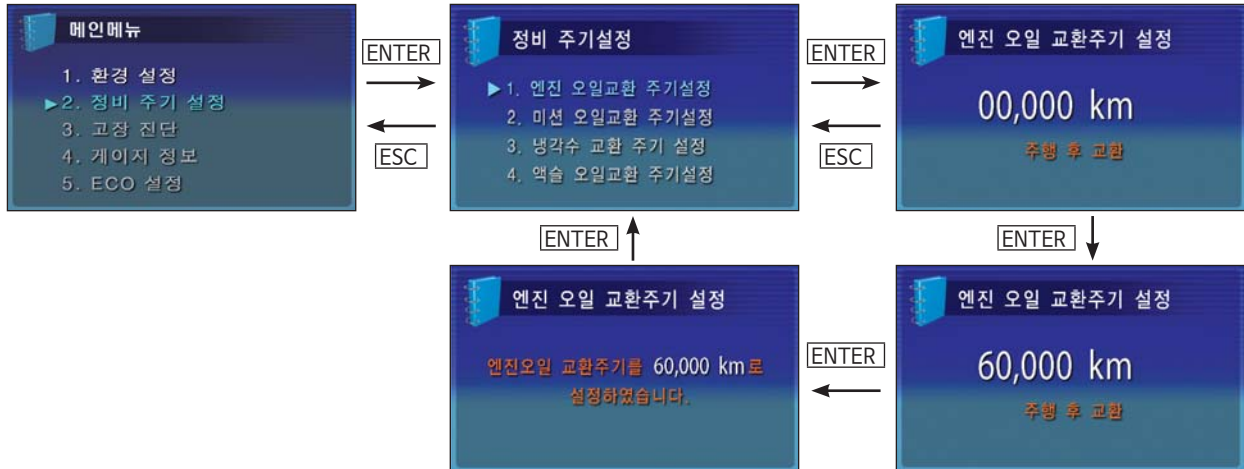 메인메뉴
1. 환경 설정
▶2. 정비 주기 설정
3. 고장 진단
4. 게이지 정보
5. ECO 설정
ENTER
ESC
정비 주기설정
▶1. 엔진 오일교환 주기설정
2. 미션 오일교환 주기설정
3. 냉각수 교환 주기 설정
4. 액슬 오일교환 주기설정
ENTER
ESC
엔진 오일 교환주기 설정
00,000 km
주행 후 교환
ENTER
ENTER
엔진 오일 교환주기 설정
엔진오일 교환주기를 60,000 km로
설정하였습니다.
ENTER
엔진 오일 교환주기 설정
60,000 km
주행 후 교환